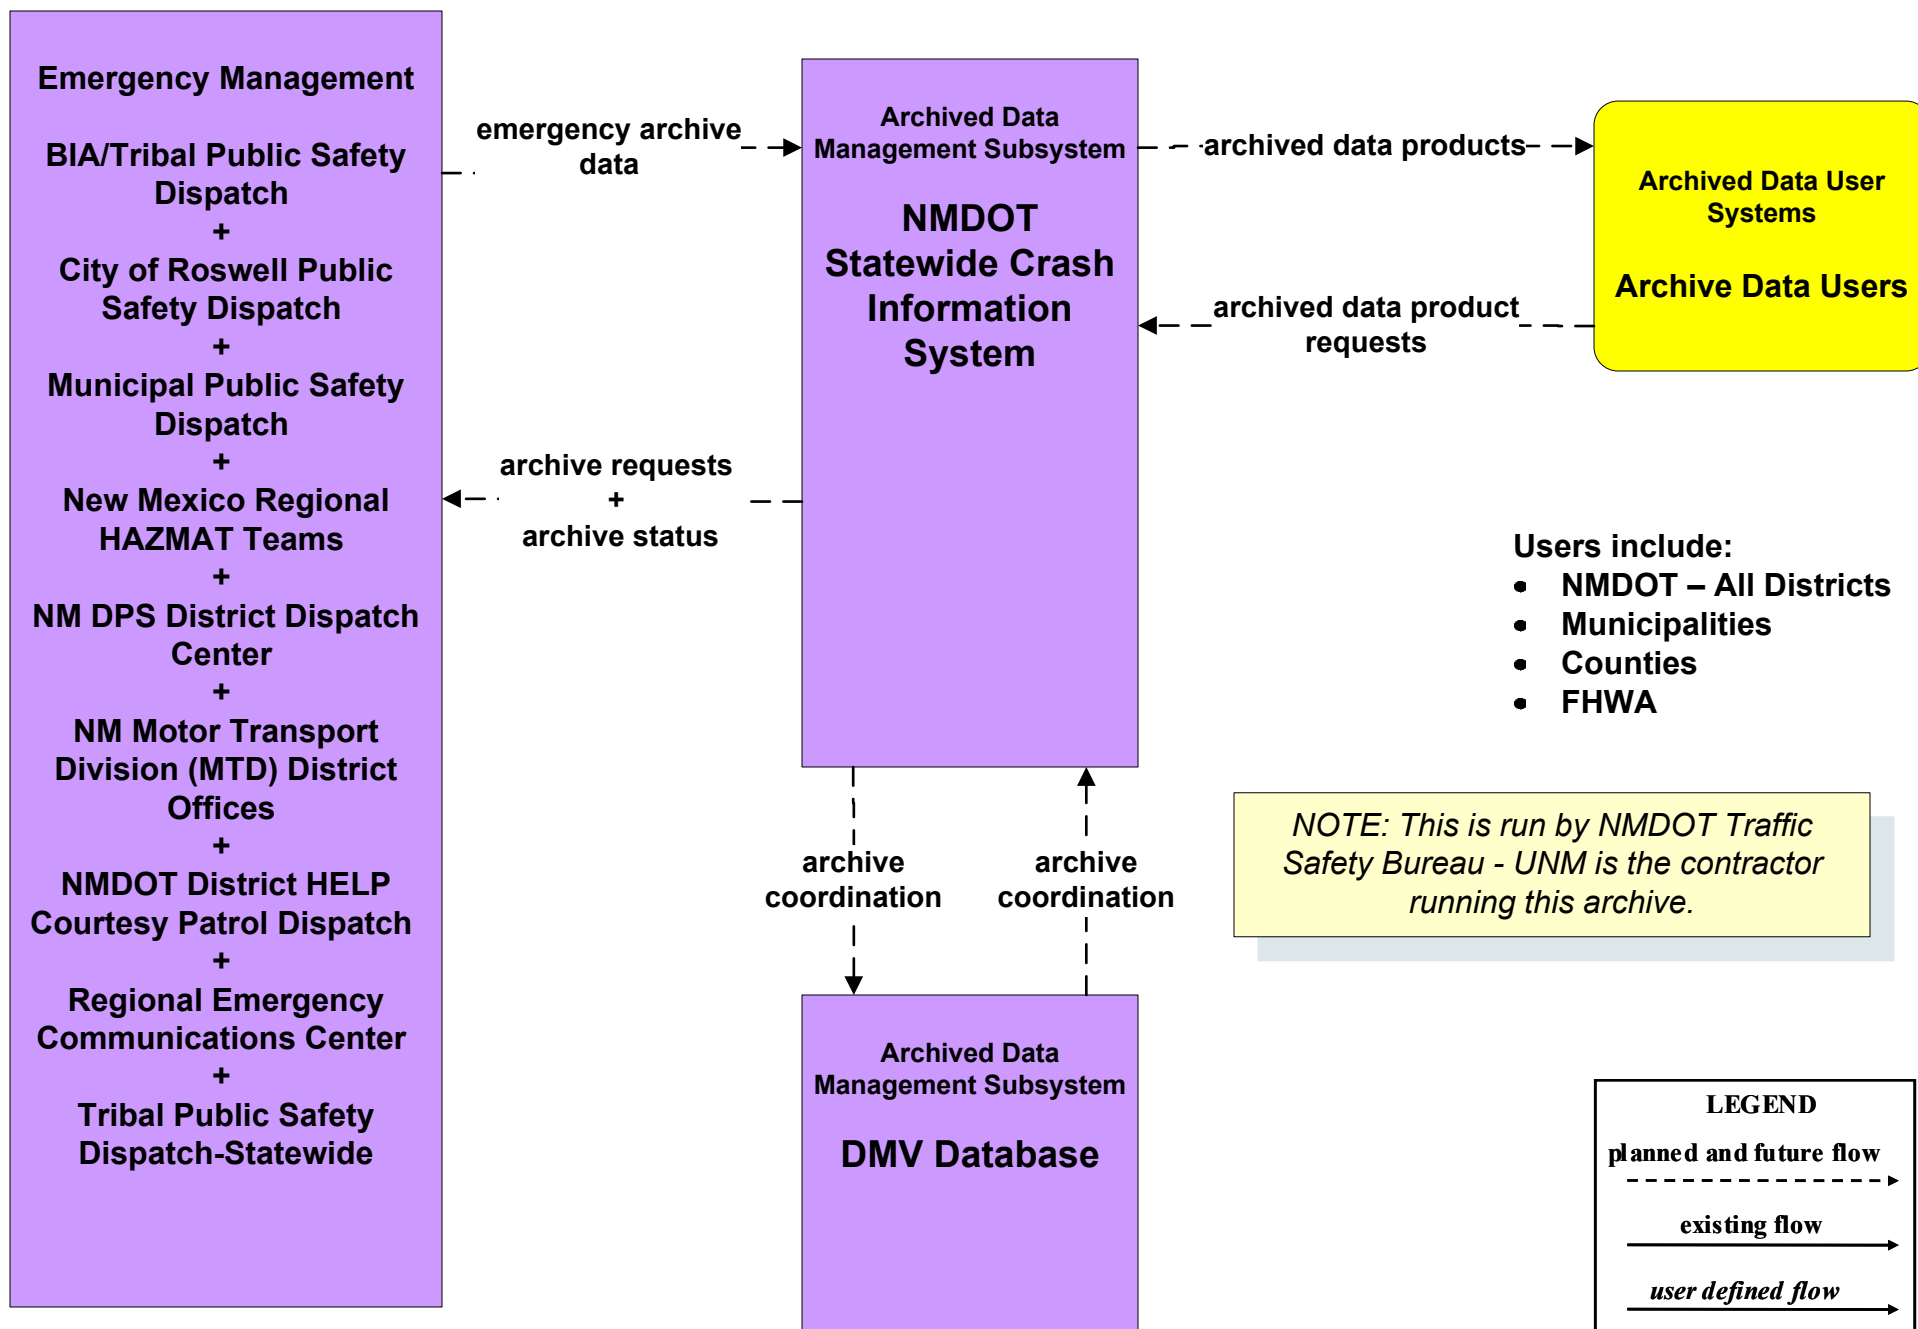 Emergency Management
BIA/Tribal Public Safety
Dispatch
+
City of Roswell Public
Safety Dispatch
+
Municipal Public Safety
Dispatch
+
New Mexico Regional
HAZMAT Teams
+
NM DPS District Dispatch
Center
+
NM Motor Transport
Division (MTD) District
Offices
+
NMDOT District HELP
Courtesy Patrol Dispatch
+
Regional Emergency
Communications Center
+
Tribal Public Safety
Dispatch-Statewide
emergency archive
data
archive requests
+
archive status
Archived Data
Management Subsystem
NMDOT
Statewide Crash
Information
System
archive
coordination
archive
coordination
Archived Data
Management Subsystem
DMV Database
archived data products
archived data product
requests
Archived Data User
Systems
Archive Data Users
Users include:
• NMDOT – All Districts
• Municipalities
• Counties
• FHWA
NOTE: This is run by NMDOT Traffic
Safety Bureau - UNM is the contractor
running this archive.
LEGEND
planned and future flow
existing flow
user defined flow